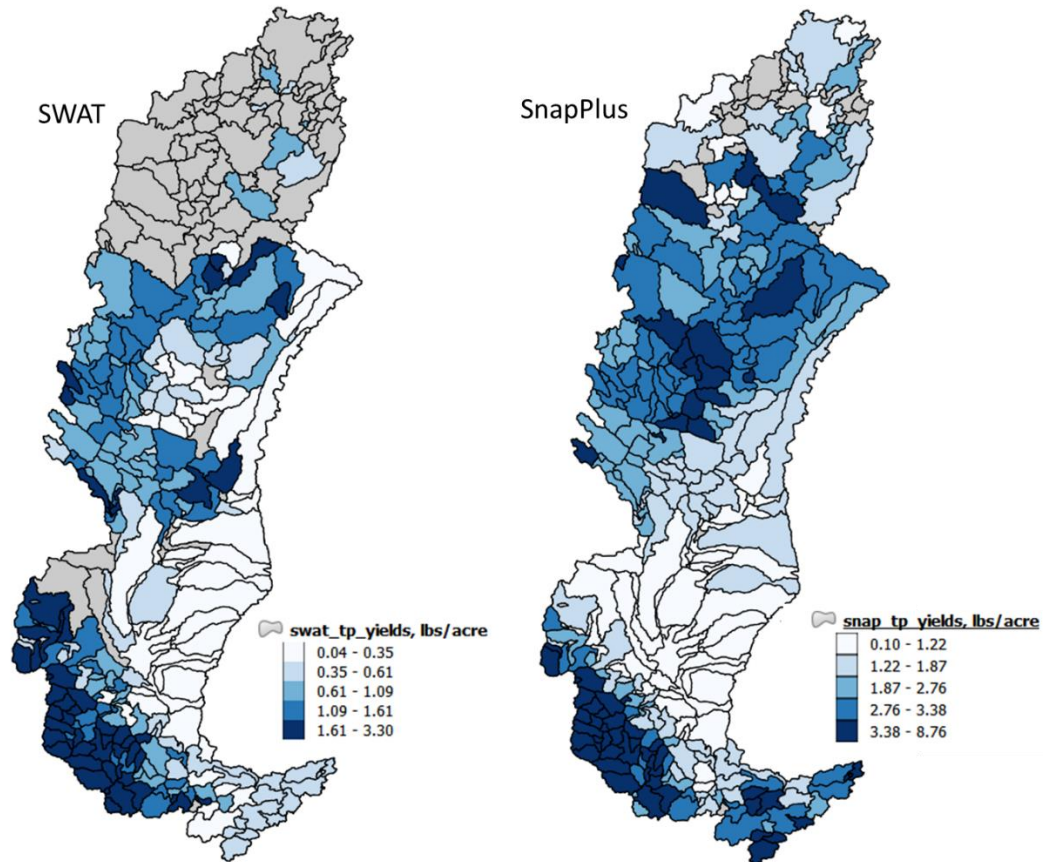 SWAT
SnapPlus
swat_tp_yields, lbs/acre
0.04 - 0.35
0.35 - 0.61
0.61 - 1.09
1.09 - 1.61
1.61 - 3.30
snap_tp_yields, lbs/acre
0.10 - 1.22
1.22 - 1.87
1.87 - 2.76
2.76 - 3.38
3.38 - 8.76